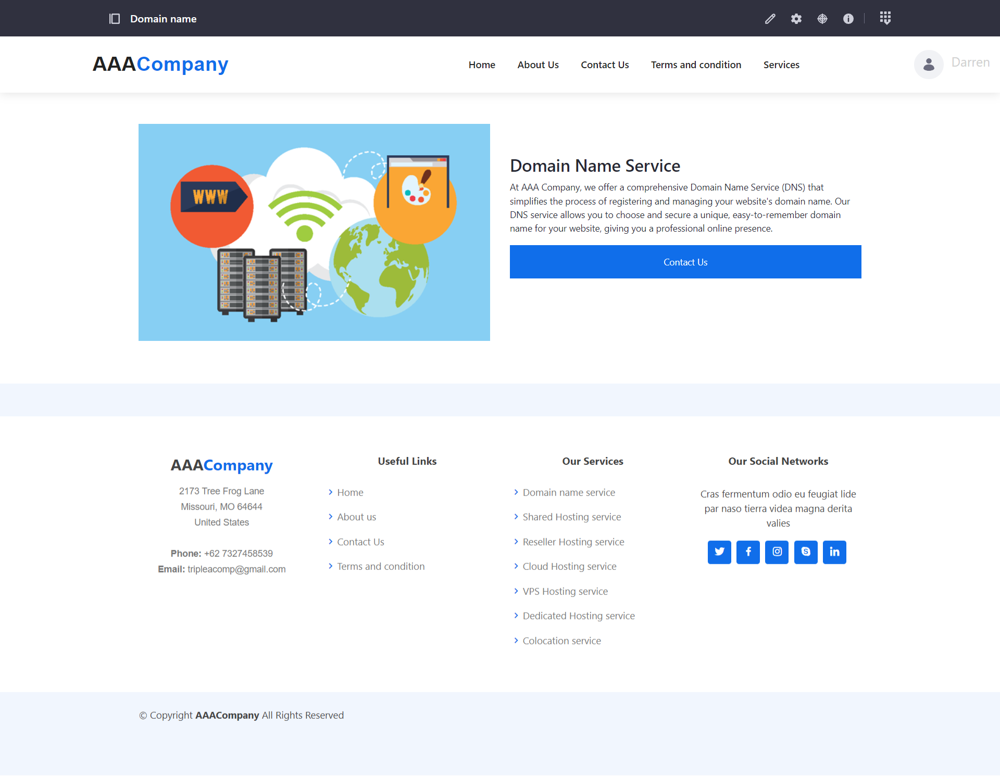 Domain name
AAACompany
Home
About Us
Contact Us
Terms and condition
Services
Darren
WWW
Domain Name Service
At AAA Company, we offer a comprehensive Domain Name Service (DNS) that
simplifies the process of registering and managing your website's domain name. Our
DNS service allows you to choose and secure a unique, easy-to-remember domain
name for your website, giving you a professional online presence.
Contact Us
AAACompany
2173 Tree Frog Lane
Missouri, MO 64644
United States
Phone: +62 7327458539
Email: tripleacomp@gmail.com
Useful Links
Home
About us
Contact Us
Terms and condition
Our Services
Domain name service
Shared Hosting service
Reseller Hosting service
Cloud Hosting service
VPS Hosting service
Dedicated Hosting service
Colocation service
Our Social Networks
Cras fermentum odio eu feugiat lide
par naso tierra videa magna derita
valies
© Copyright AAACompany All Rights Reserved